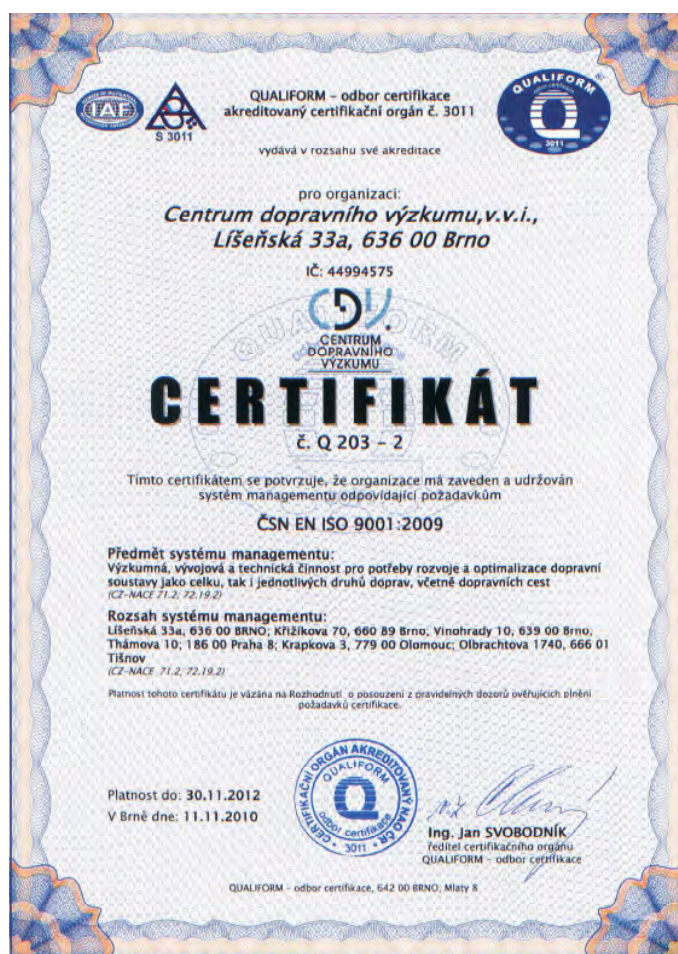 IAF
S 3011
QUALIFORM – odbor certifikace
akreditovaný certifikační orgán č. 3011
QUALIFORM
odbor certifikace
3011
vydává v rozsahu své akreditace
pro organizaci:
Centrum dopravního výzkumu,v.v.i.,
Líšeňská 33a, 636 00 Brno
IČ: 44994575
CDV.
CENTRUM
DOPRAVNÍHO
VÝZKUMU
QUALIFORM
CERTIFIKÁT
č. Q 203 – 2
Tímto certifikátem se potvrzuje, že organizace má zaveden a udržován
systém managementu odpovídající požadavkům
ČSN EN ISO 9001:2009
Předmět systému managementu:
Výzkumná, vývojová a technická činnost pro potřeby rozvoje a optimalizace dopravní
soustavy jako celku, tak i jednotlivých druhů doprav, včetně dopravních cest
(CZ-NACE 71.2, 72.19.2)
Rozsah systému managementu:
Líšeňská 33a, 636 00 BRNO; Křížíkova 70, 660 89 Brno; Vinohrady 10, 639 00 Brno,
Thámova 10; 186 00 Praha 8; Krapkova 3, 779 00 Olomouc; Olbrachtova 1740, 666 01
Tišnov
(CZ-NACE 71.2, 72.19.2)
Platnost tohoto certifikátu je vázána na Rozhodnutí o posouzení z pravidelných dozorů ověřujících plnění
požadavků certifikace.
Platnost do: 30.11.2012
V Brně dne: 11.11.2010
CERTIFIKAČNÍ ORGÁN AKREDITOVANÝ NAO ČR
QUALIFORM
odbor certifikace
3011
Ing. Jan SVOBODNÍK
ředitel certifikačního orgánu
QUALIFORM – odbor certifikace
QUALIFORM – odbor certifikace, 642 00 BRNO, Mlaty 8